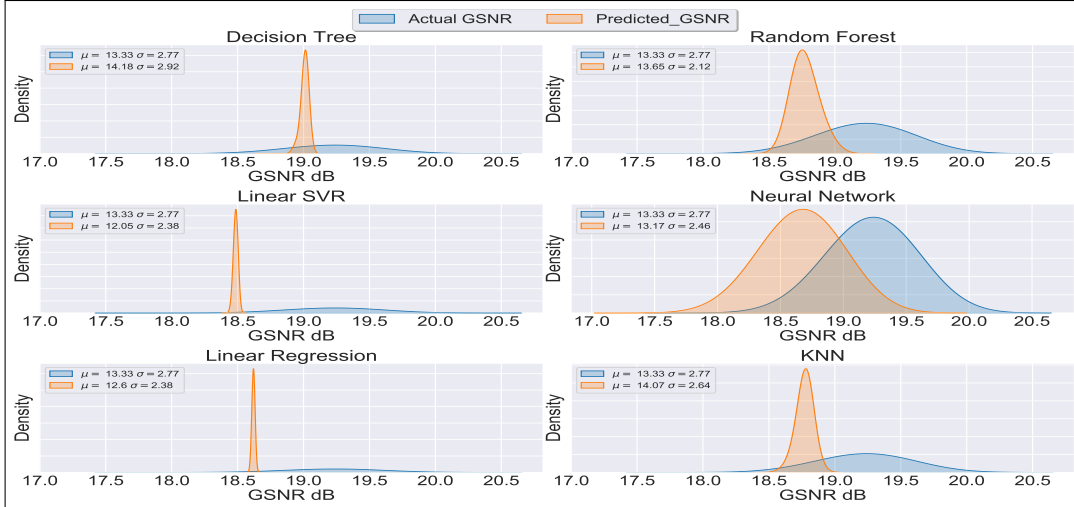 Actual GSNR Predicted_GSNR
Decision Tree
μ = 13.33 σ = 2.77
μ = 14.18 σ = 2.92
Density
17.0 17.5 18.0 18.5 19.0 19.5 20.0 20.5
GSNR dB
Random Forest
μ = 13.33 σ = 2.77
μ = 13.65 σ = 2.12
Density
17.0 17.5 18.0 18.5 19.0 19.5 20.0 20.5
GSNR dB
Linear SVR
μ = 13.33 σ = 2.77
μ = 12.05 σ = 2.38
Density
17.0 17.5 18.0 18.5 19.0 19.5 20.0 20.5
GSNR dB
Neural Network
μ = 13.33 σ = 2.77
μ = 13.17 σ = 2.46
Density
17.0 17.5 18.0 18.5 19.0 19.5 20.0 20.5
GSNR dB
Linear Regression
μ = 13.33 σ = 2.77
μ = 12.6 σ = 2.38
Density
17.0 17.5 18.0 18.5 19.0 19.5 20.0 20.5
GSNR dB
KNN
μ = 13.33 σ = 2.77
μ = 14.07 σ = 2.64
Density
17.0 17.5 18.0 18.5 19.0 19.5 20.0 20.5
GSNR dB